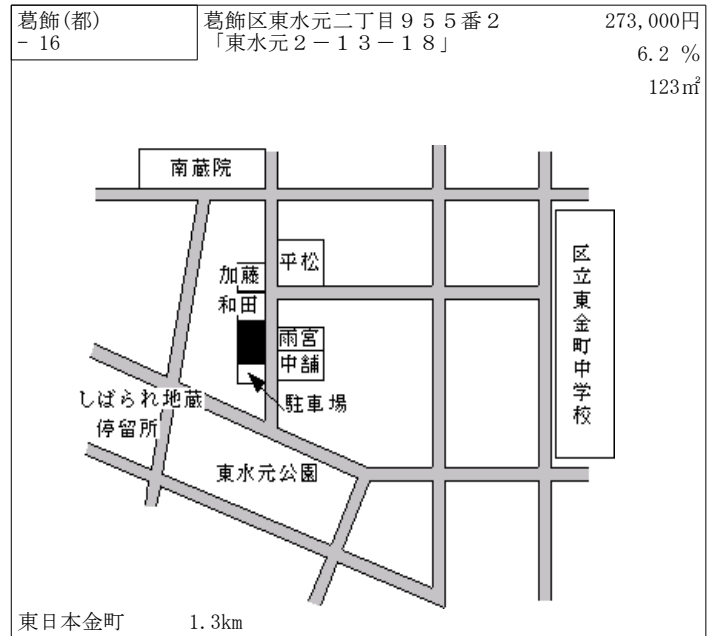 葛飾(都)
- 16
葛飾区東水元二丁目９５５番２
「東水元２－１３－１８」
273,000円
6.2 %
123㎡
南蔵院
平松
加藤
和田
雨宮
中舗
駐車場
しばられ地蔵
停留所
東水元公園
区立東金町中学校
東日本金町 1.3km